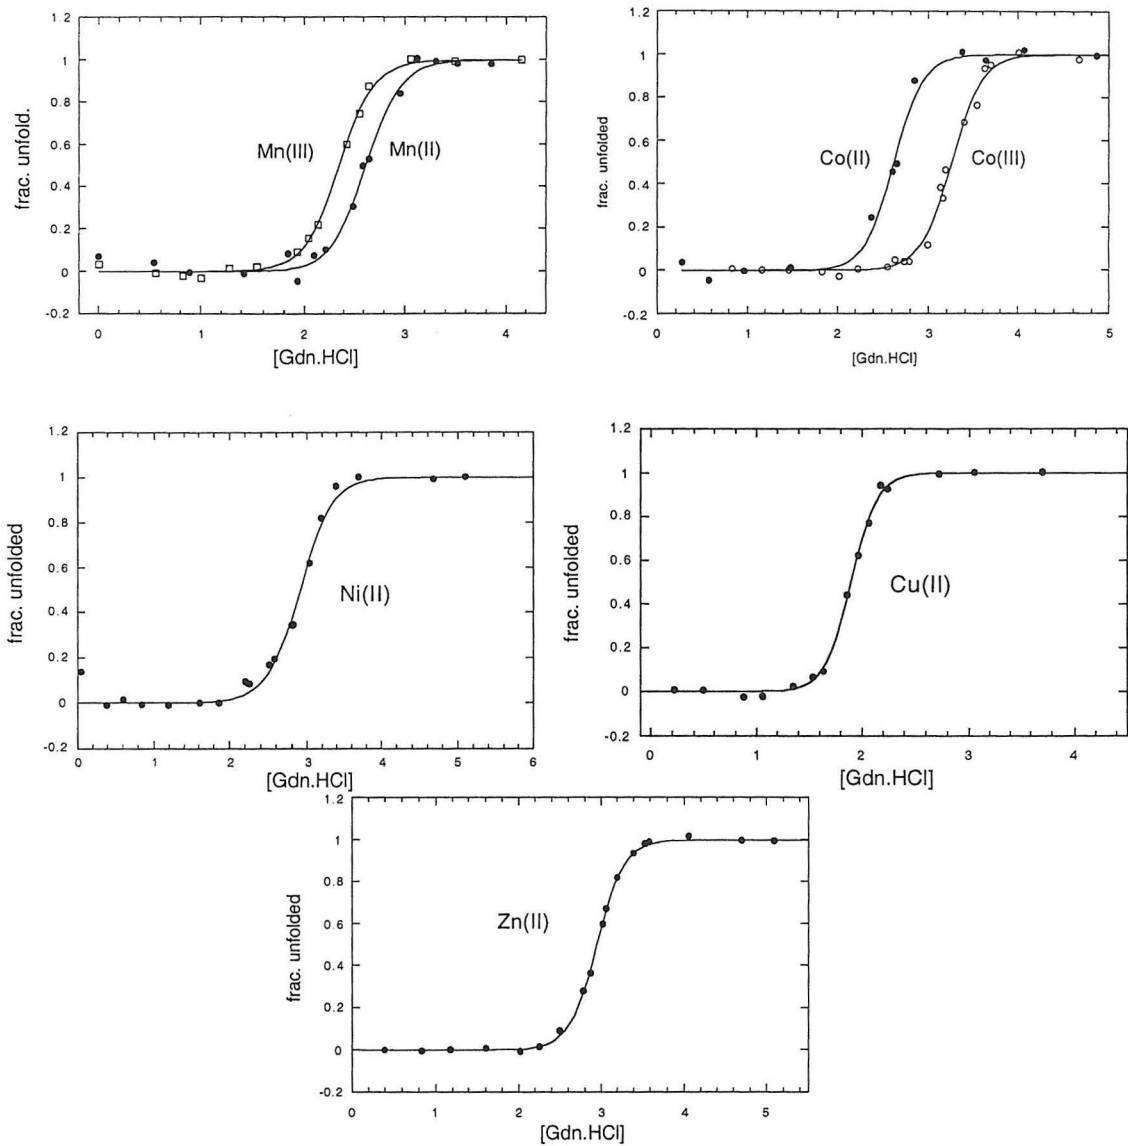 1.2
1
0.8
0.6
0.4
0.2
0
-0.2
frac. unfold.
Mn(III)
Mn(II)
0 1 2 3 4
[Gdn.HCl]
1.2
1
0.8
0.6
0.4
0.2
0
-0.2
frac. unfolded
Co(II)
Co(III)
0 1 2 3 4 5
[Gdn.HCl]
1.2
1
0.8
0.6
0.4
0.2
0
-0.2
frac. unfolded
Ni(II)
0 1 2 3 4 5 6
[Gdn.HCl]
1.2
1
0.8
0.6
0.4
0.2
0
-0.2
frac. unfolded
Cu(II)
0 1 2 3 4
[Gdn.HCl]
1.2
1
0.8
0.6
0.4
0.2
0
-0.2
frac. unfolded
Zn(II)
0 1 2 3 4 5
[Gdn.HCl]